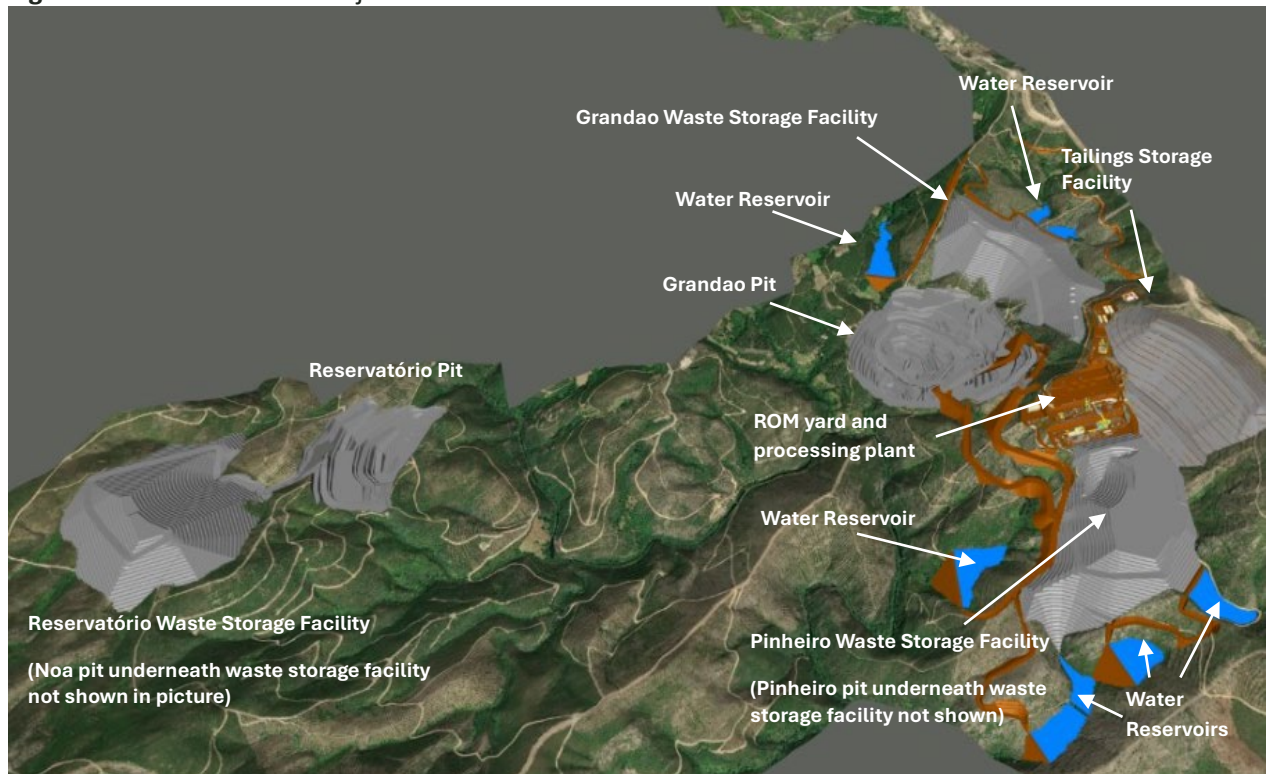 Water Reservoir
Grandao Waste Storage Facility
Tailings Storage
Facility
Water Reservoir
Grandao Pit
Reservatório Pit
ROM yard and
processing plant
Water Reservoir
Reservatório Waste Storage Facility
(Noa pit underneath waste storage facility
not shown in picture)
Pinheiro Waste Storage Facility
(Pinheiro pit underneath waste
storage facility not shown)
Water
Reservoirs